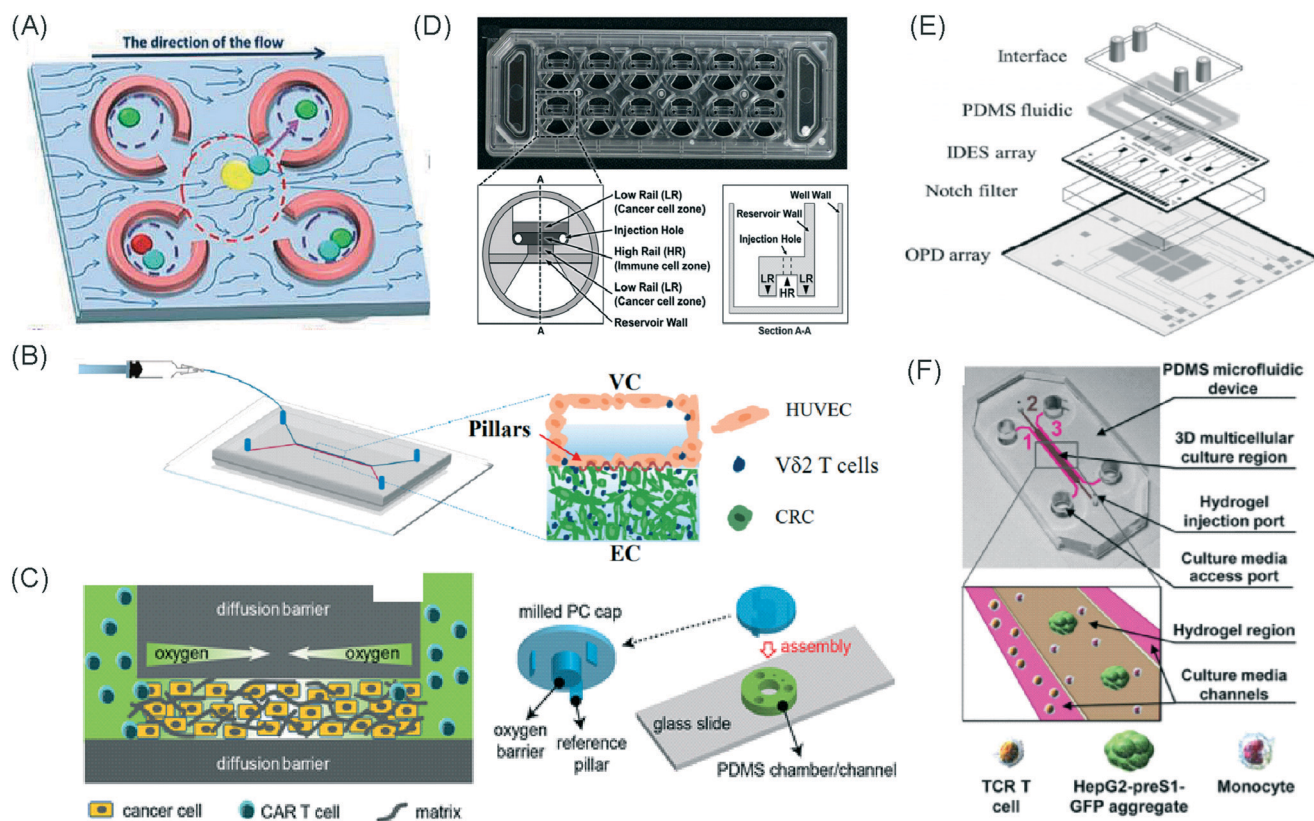 (A)
The direction of the flow
(D)
A
Low Rail (LR)
(Cancer cell zone)
Injection Hole
High Rail (HR)
(Immune cell zone)
Low Rail (LR)
(Cancer cell zone)
Reservoir Wall
A
Well Wall
Reservoir Wall
Injection Hole
LR
HR
LR
Section A-A
(E)
Interface
PDMS fluidic
IDES array
Notch filter
OPD array
(B)
VC
Pillars
EC
HUVEC
Vδ2 T cells
CRC
(C)
diffusion barrier
oxygen
oxygen
diffusion barrier
cancer cell
CAR T cell
matrix
milled PC cap
oxygen
barrier
reference
pillar
assembly
glass slide
PDMS chamber/channel
(F)
2
3
1
PDMS microfluidic
device
3D multicellular
culture region
Hydrogel
injection port
Culture media
access port
Hydrogel region
Culture media
channels
TCR T
cell
HepG2-preS1-
GFP aggregate
Monocyte